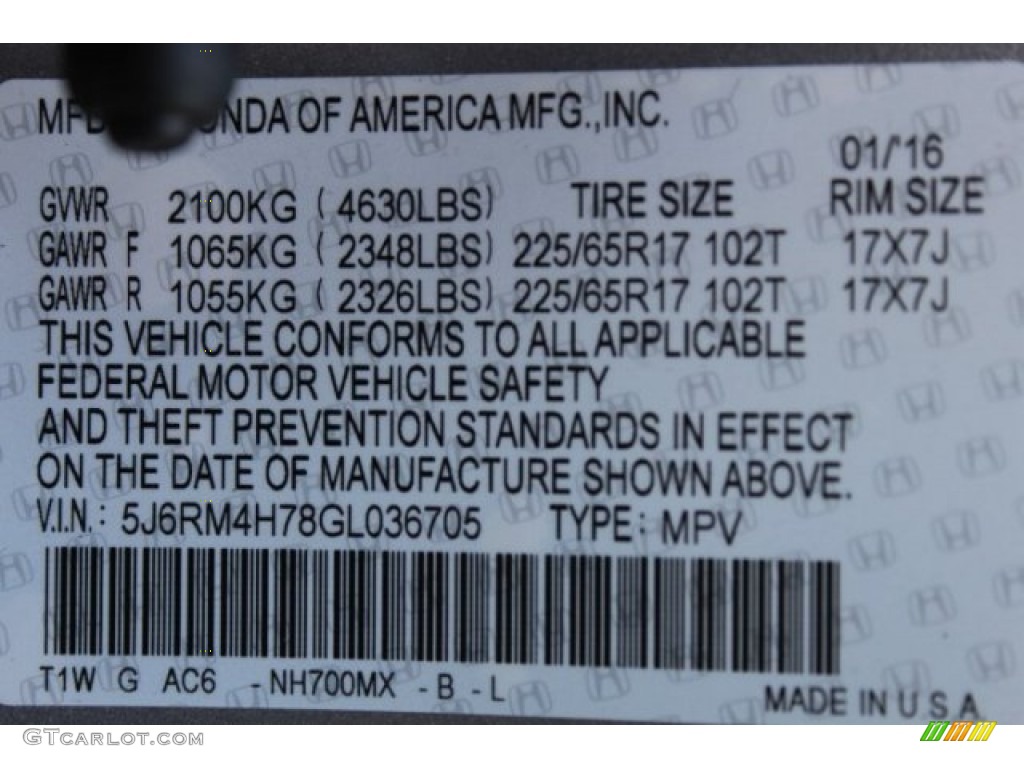 MFD HONDA OF AMERICA MFG.,INC.
01/16
GVWR 2100KG ( 4630LBS) TIRE SIZE RIM SIZE
GAWR F 1065KG ( 2348LBS) 225/65R17 102T 17X7J
GAWR R 1055KG ( 2326LBS) 225/65R17 102T 17X7J
THIS VEHICLE CONFORMS TO ALL APPLICABLE
FEDERAL MOTOR VEHICLE SAFETY
AND THEFT PREVENTION STANDARDS IN EFFECT
ON THE DATE OF MANUFACTURE SHOWN ABOVE.
V.I.N.: 5J6RM4H78GL036705 TYPE: MPV
T1W G AC6 -NH700MX -B -L
MADE IN U S A
GTcarlot.com